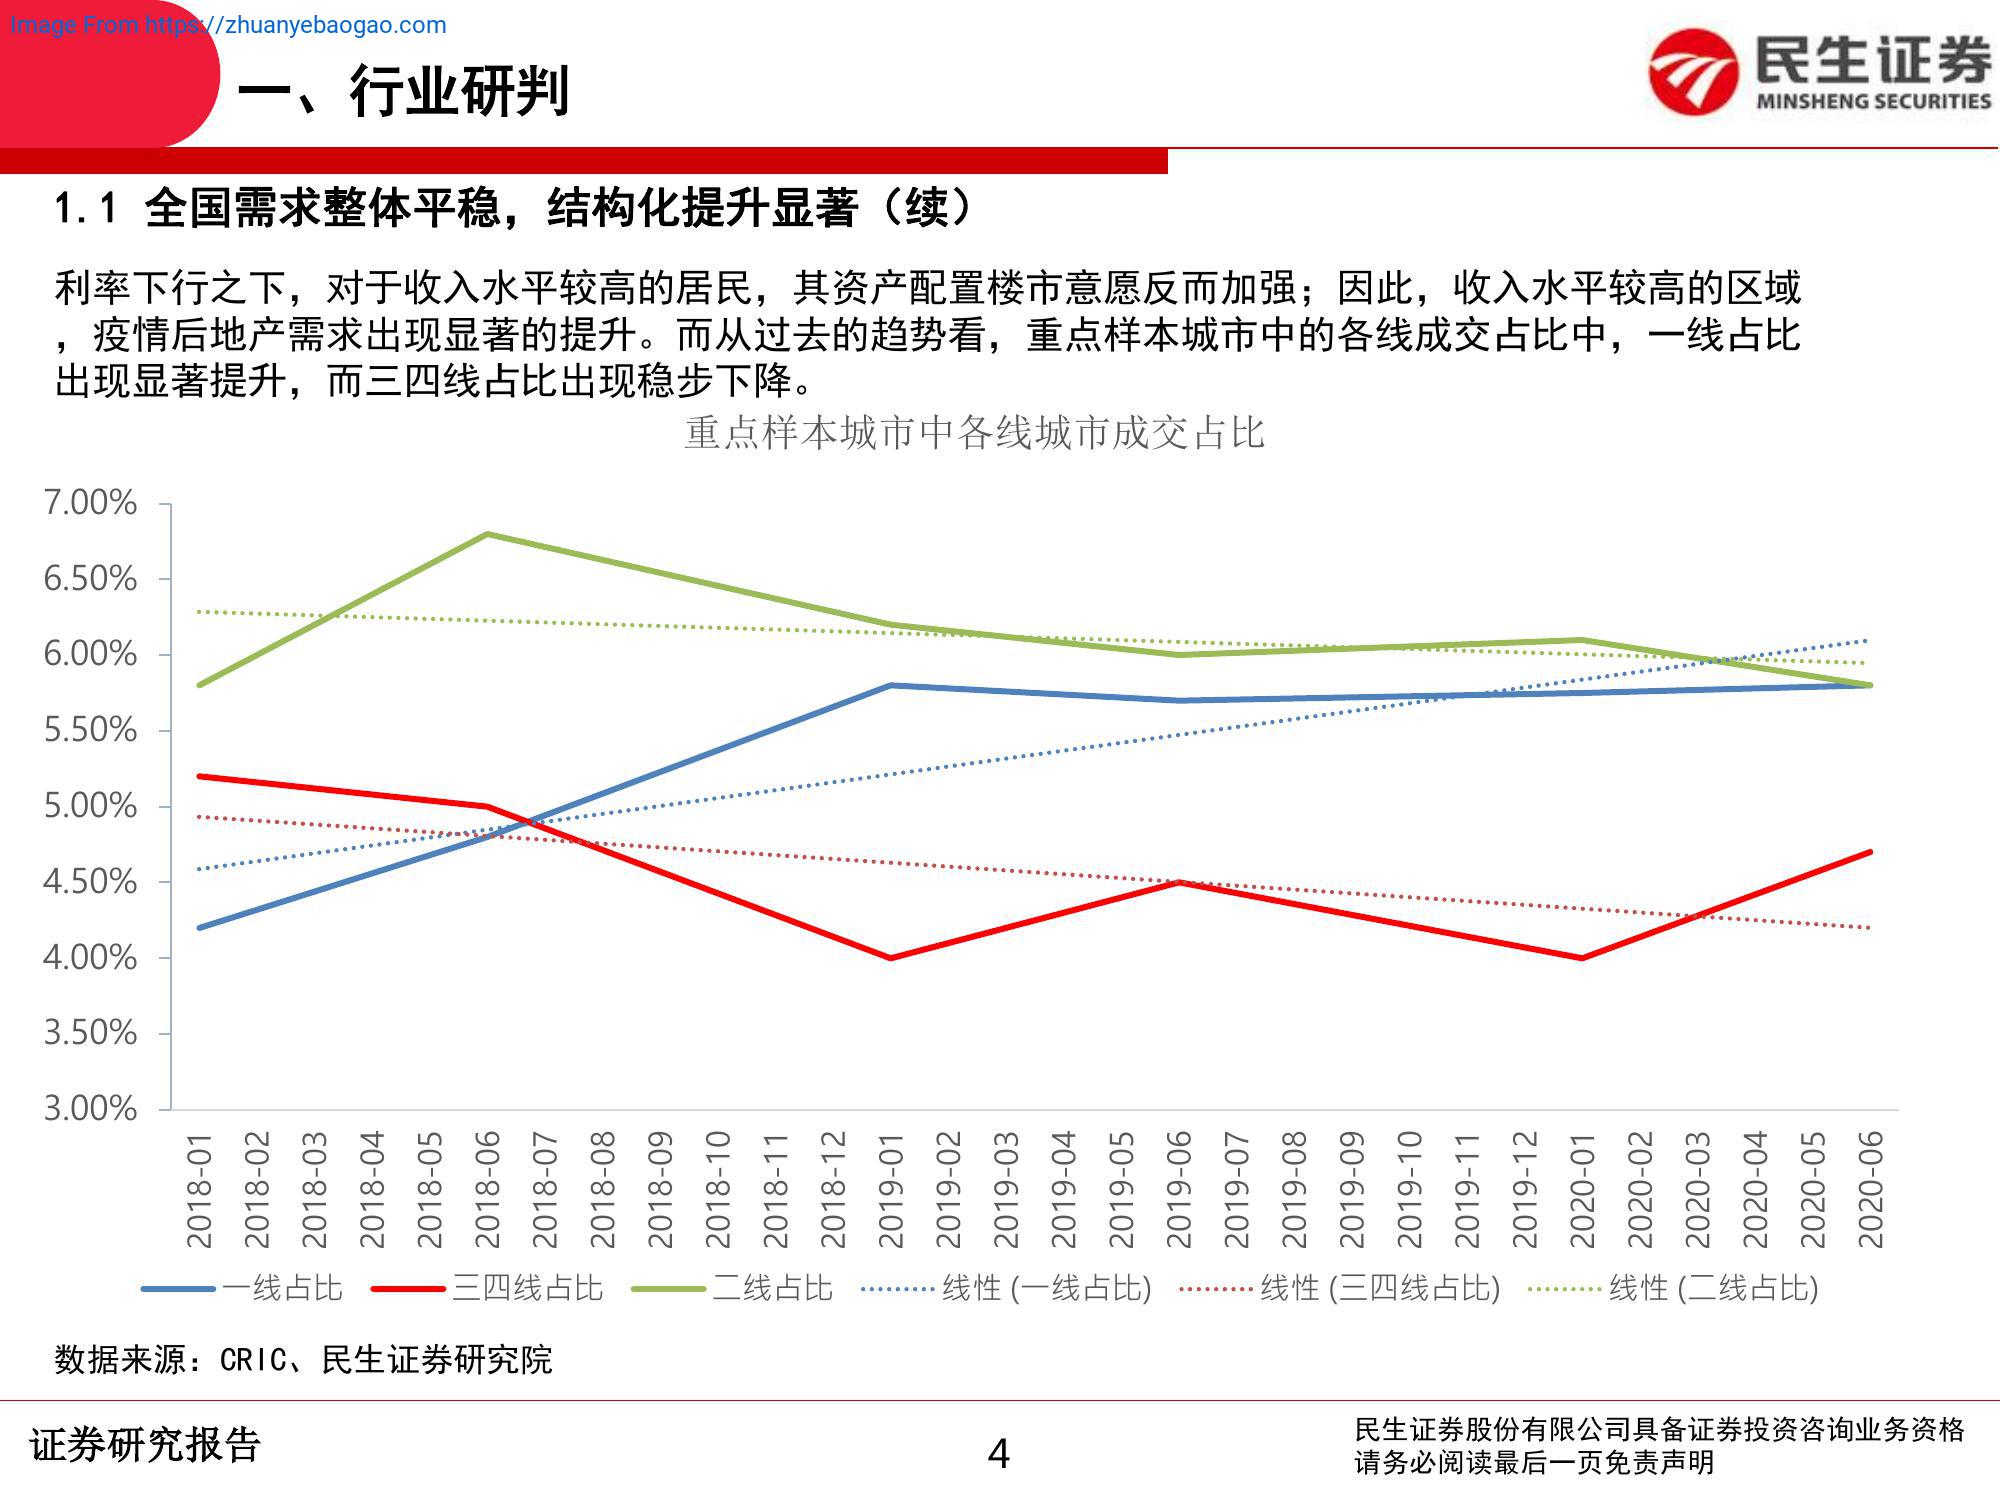 Image From https://zhuanyebaogao.com
一、行业研判
民生证券
MINSHENG SECURITIES
1.1 全国需求整体平稳，结构化提升显著（续）
利率下行之下，对于收入水平较高的居民，其资产配置楼市意愿反而加强；因此，收入水平较高的区域
，疫情后地产需求出现显著的提升。而从过去的趋势看，重点样本城市中的各线成交占比中，一线占比
出现显著提升，而三四线占比出现稳步下降。
重点样本城市中各线城市成交占比
7.00%
6.50%
6.00%
5.50%
5.00%
4.50%
4.00%
3.50%
3.00%
2018-01 2018-02 2018-03 2018-04 2018-05 2018-06 2018-07 2018-08 2018-09 2018-10 2018-11 2018-12 2019-01 2019-02 2019-03 2019-04 2019-05 2019-06 2019-07 2019-08 2019-09 2019-10 2019-11 2019-12 2020-01 2020-02 2020-03 2020-04 2020-05 2020-06
一线占比 三四线占比 二线占比 线性 (一线占比) 线性 (三四线占比) 线性 (二线占比)
数据来源：CRIC、民生证券研究院
证券研究报告
4
民生证券股份有限公司具备证券投资咨询业务资格
请务必阅读最后一页免责声明